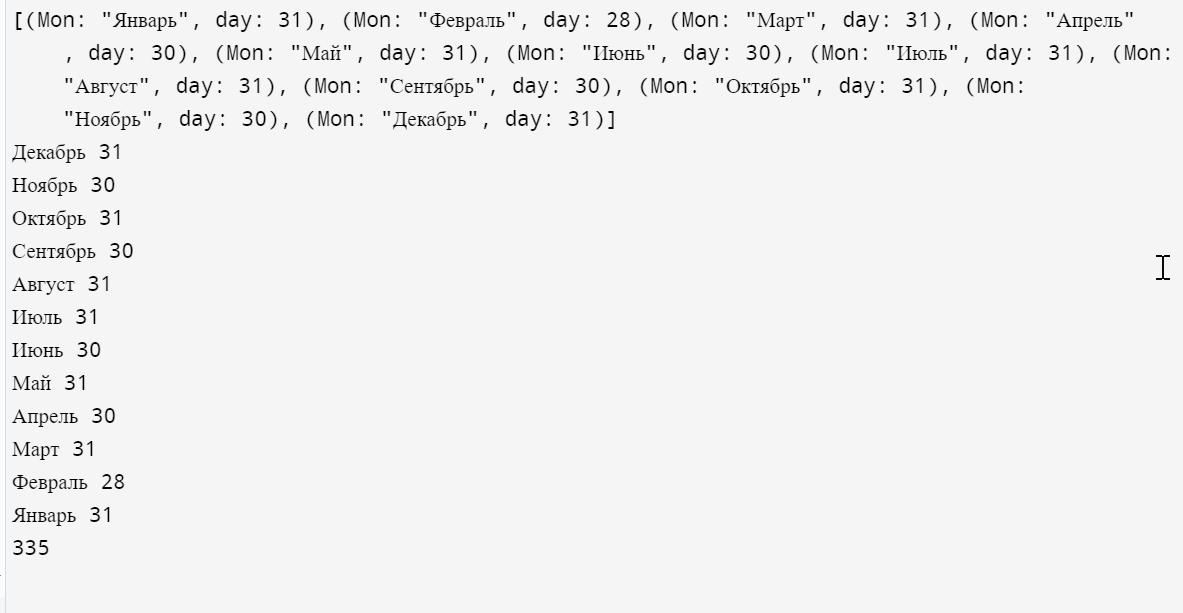 [(Mon: "Январь", day: 31), (Mon: "Февраль", day: 28), (Mon: "Март", day: 31), (Mon: "Апрель"
, day: 30), (Mon: "Май", day: 31), (Mon: "Июнь", day: 30), (Mon: "Июль", day: 31), (Mon:
"Август", day: 31), (Mon: "Сентябрь", day: 30), (Mon: "Октябрь", day: 31), (Mon:
"Ноябрь", day: 30), (Mon: "Декабрь", day: 31)]
Декабрь 31
Ноябрь 30
Октябрь 31
Сентябрь 30
Август 31
Июль 31
Июнь 30
Май 31
Апрель 30
Март 31
Февраль 28
Январь 31
335